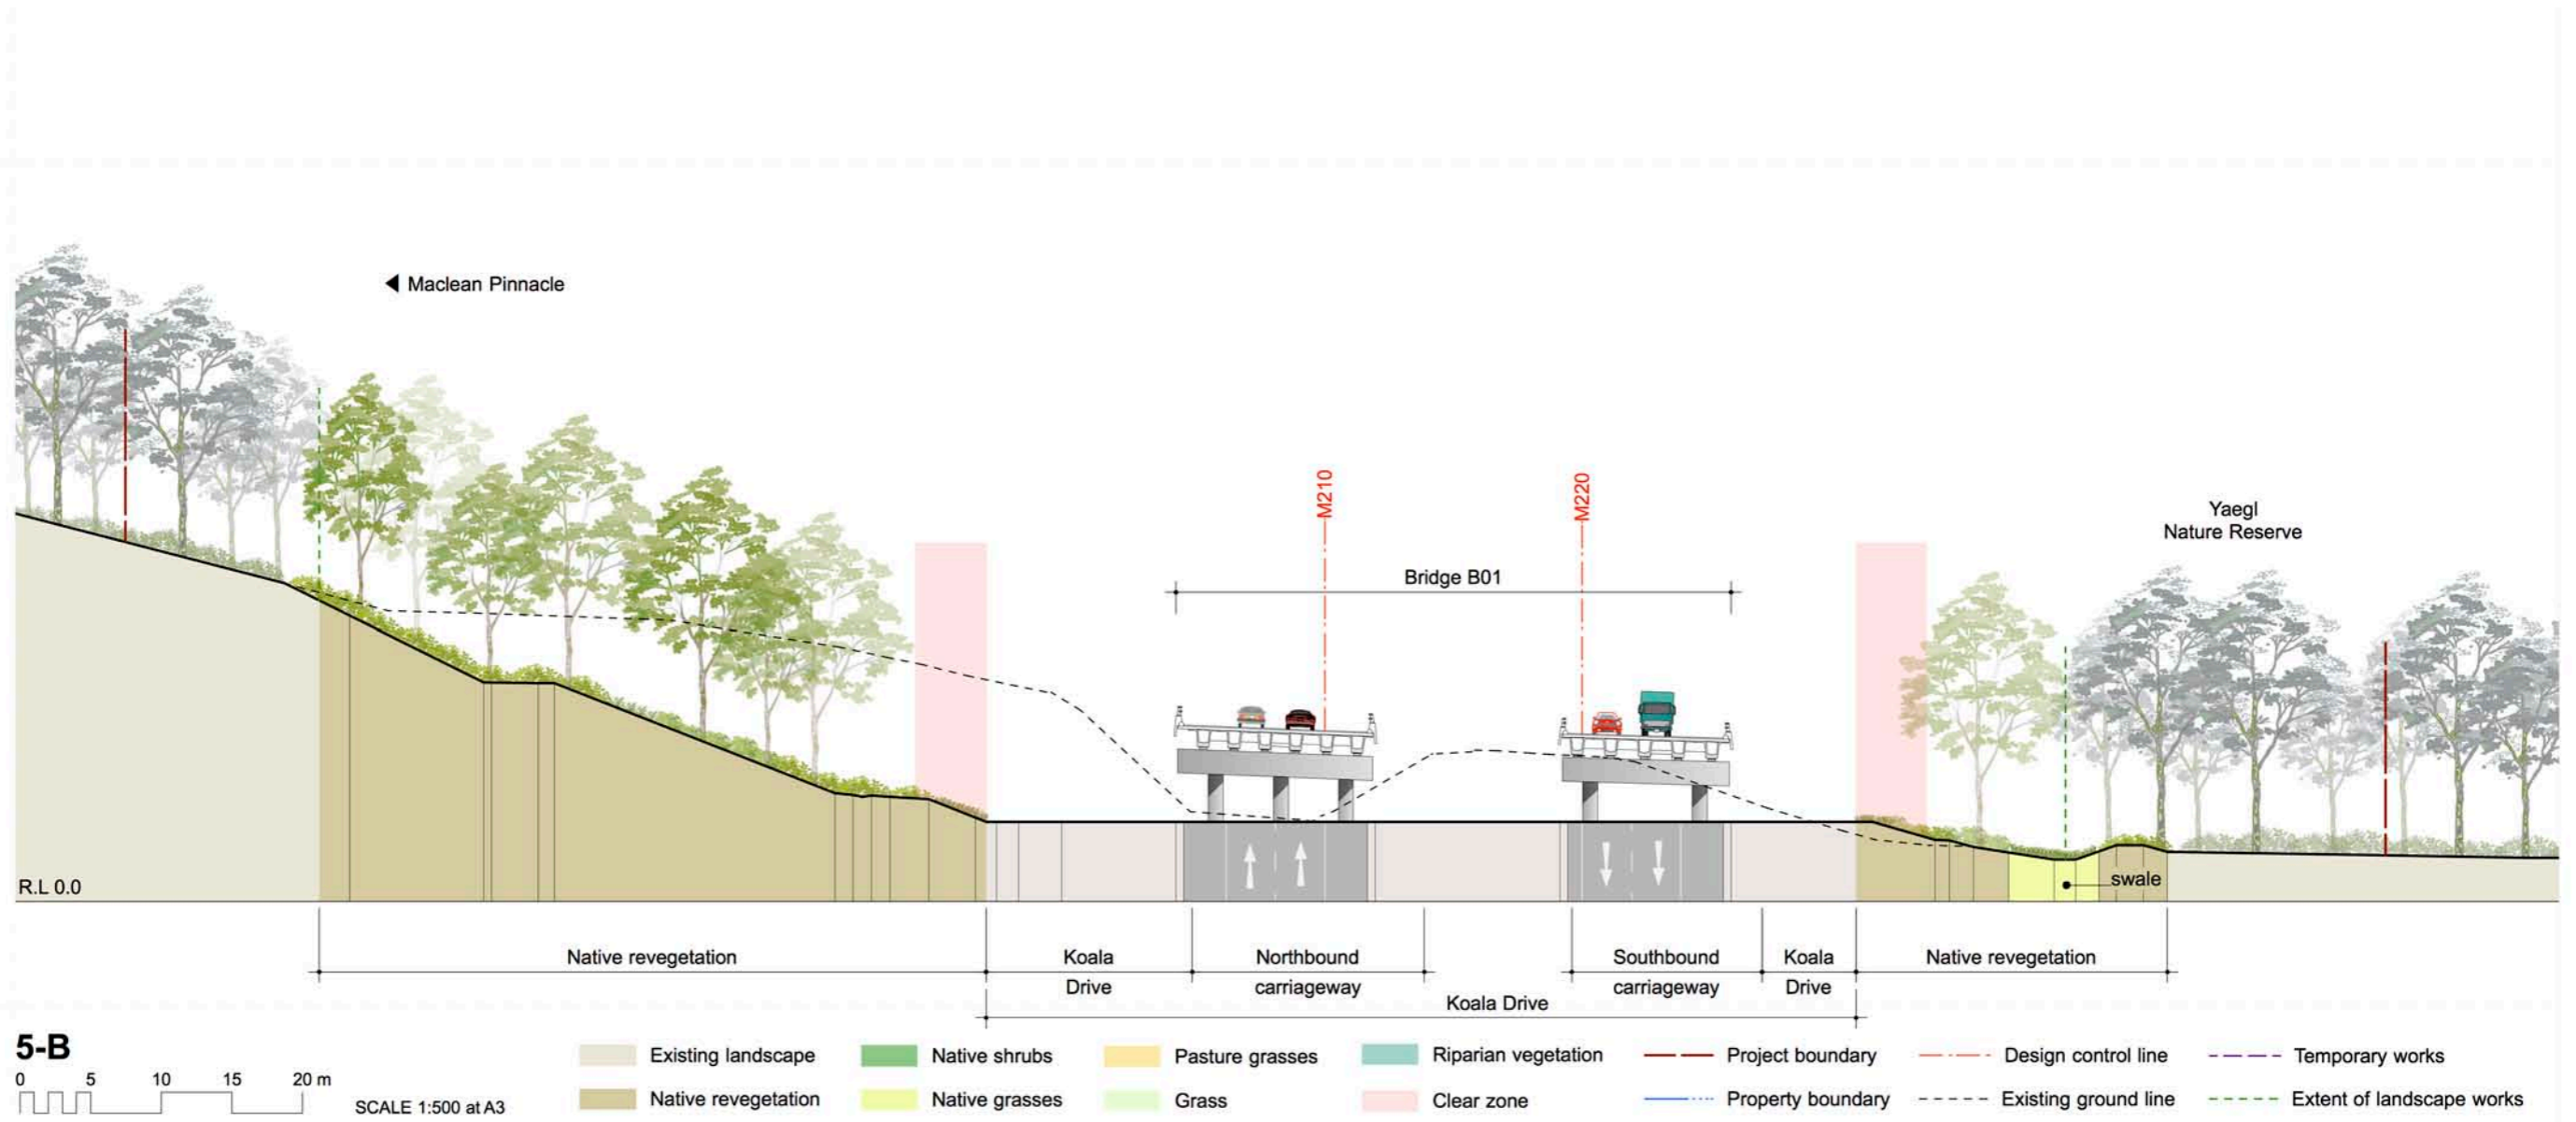 Maclean Pinnacle
M210
M220
Yaegl
Nature Reserve
Bridge B01
R.L 0.0
swale
Native revegetation
Koala
Drive
Northbound
carriageway
Southbound
carriageway
Koala
Drive
Native revegetation
Koala Drive
5-B
0 5 10 15 20 m
SCALE 1:500 at A3
Existing landscape
Native revegetation
Native shrubs
Native grasses
Pasture grasses
Grass
Riparian vegetation
Clear zone
Project boundary
Property boundary
Design control line
Existing ground line
Temporary works
Extent of landscape works